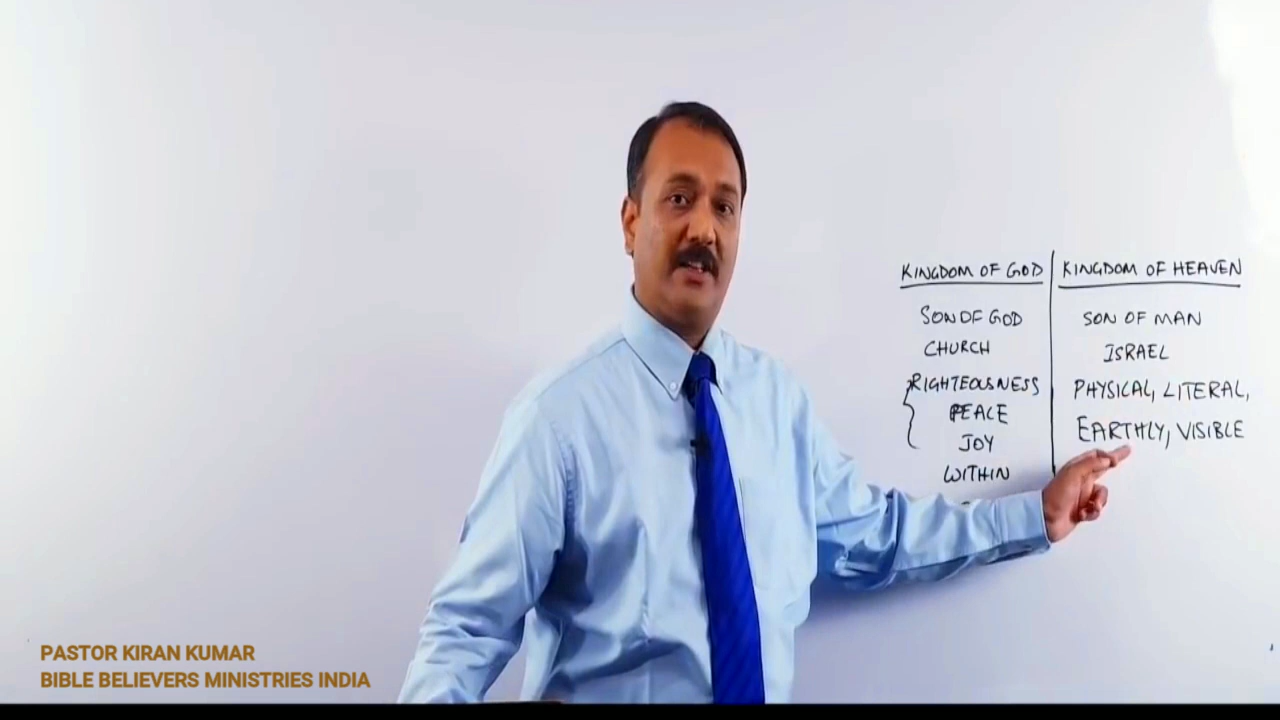 KINGDOM OF GOD
SON OF GOD
CHURCH
RIGHTEOUSNESS
PEACE
JOY
WITHIN
KINGDOM OF HEAVEN
SON OF MAN
ISRAEL
PHYSICAL, LITERAL,
EARTHLY, VISIBLE
PASTOR KIRAN KUMAR
BIBLE BELIEVERS MINISTRIES INDIA